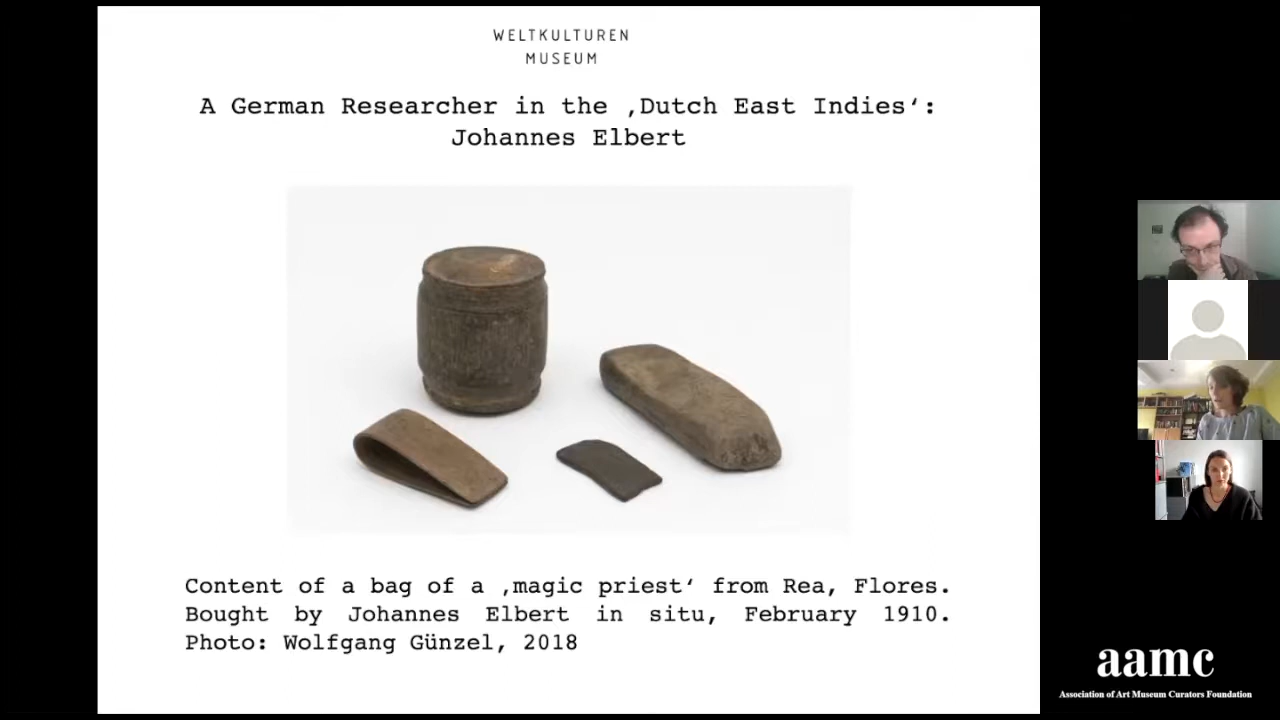 WELTKULTUREN
MUSEUM
A German Researcher in the ‚Dutch East Indies‘:
Johannes Elbert
Content of a bag of a ‚magic priest‘ from Rea, Flores.
Bought by Johannes Elbert in situ, February 1910.
Photo: Wolfgang Günzel, 2018
aamc
Association of Art Museum Curators Foundation